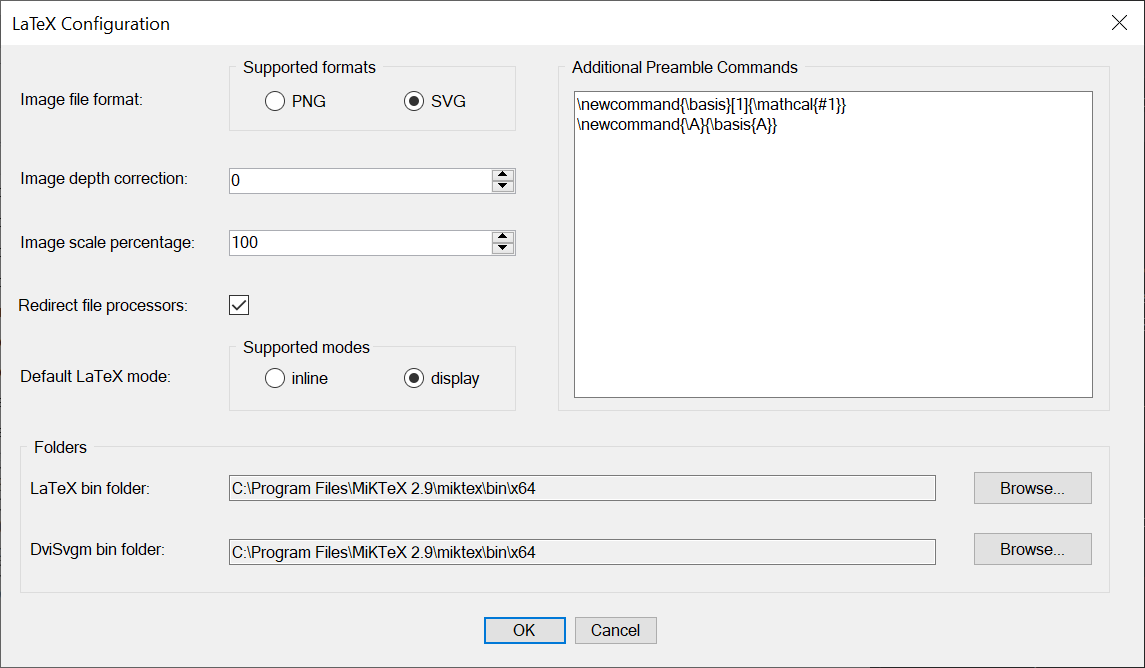 LaTeX Configuration
Supported formats
Image file format:
PNG
SVG
Image depth correction:
0
Image scale percentage:
100
Redirect file processors:
Supported modes
Default LaTeX mode:
inline
display
Additional Preamble Commands
\newcommand{\basis}[1]{\mathcal{#1}}
\newcommand{\A}{\basis{A}}
Folders
LaTeX bin folder:
C:\Program Files\MiKTeX 2.9\miktex\bin\x64
Browse...
DviSvgm bin folder:
C:\Program Files\MiKTeX 2.9\miktex\bin\x64
Browse...
OK
Cancel